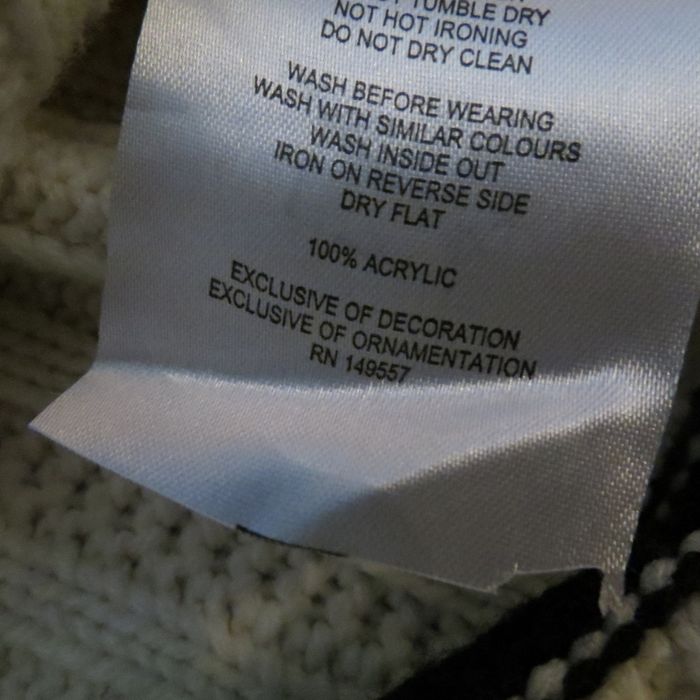 TUMBLE DRY
NOT HOT IRONING
DO NOT DRY CLEAN
WASH BEFORE WEARING
WASH WITH SIMILAR COLOURS
WASH INSIDE OUT
IRON ON REVERSE SIDE
DRY FLAT
100% ACRYLIC
EXCLUSIVE OF DECORATION
EXCLUSIVE OF ORNAMENTATION
RN 149557